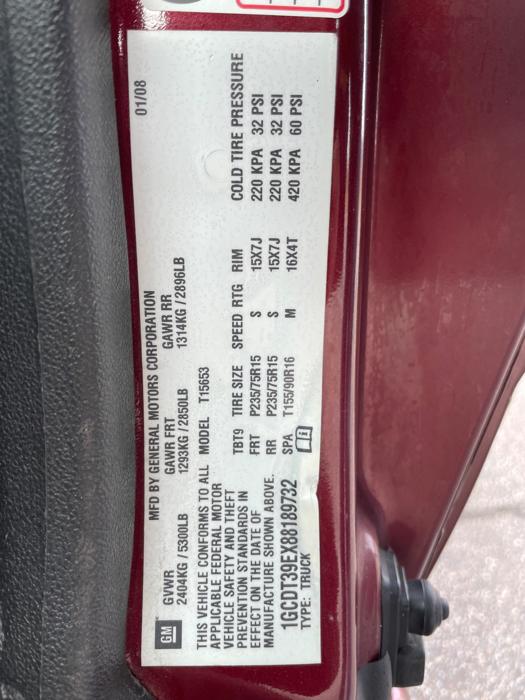 MFD BY GENERAL MOTORS CORPORATION 01/08
GM GVWR GAWR FRT GAWR RR
2404KG / 5300LB 1293KG / 2850LB 1314KG / 2896LB
THIS VEHICLE CONFORMS TO ALL MODEL T15653
APPLICABLE FEDERAL MOTOR
VEHICLE SAFETY AND THEFT
PREVENTION STANDARDS IN
EFFECT ON THE DATE OF
MANUFACTURE SHOWN ABOVE.
1GCDT39EX88189732
TYPE: TRUCK
TBT9 TIRE SIZE SPEED RTG RIM COLD TIRE PRESSURE
FRT P235/75R15 S 15X7J 220 KPA 32 PSI
RR P235/75R15 S 15X7J 220 KPA 32 PSI
SPA T155/90R16 M 16X4T 420 KPA 60 PSI